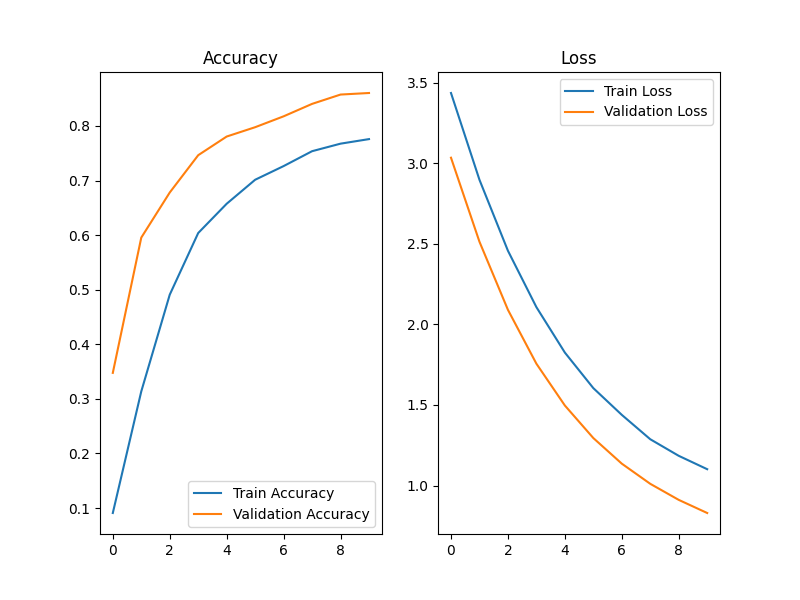 Accuracy
0.8
0.7
0.6
0.5
0.4
0.3
0.2
0.1
0 2 4 6 8
Train Accuracy
Validation Accuracy
Loss
3.5
3.0
2.5
2.0
1.5
1.0
0 2 4 6 8
Train Loss
Validation Loss